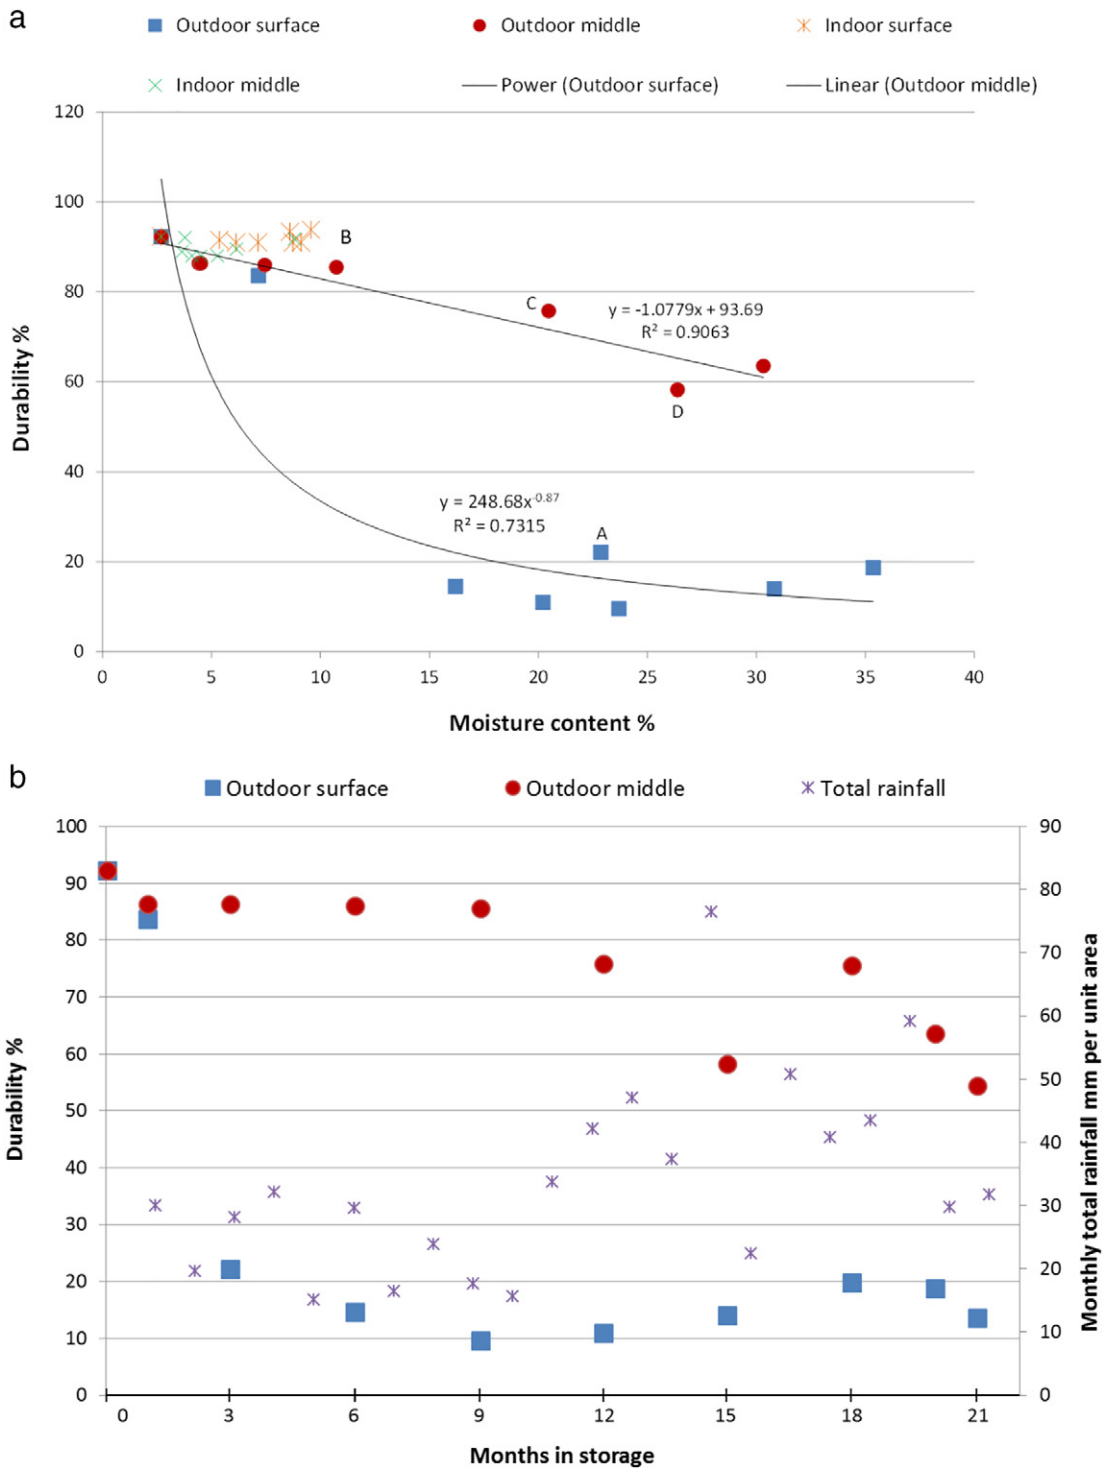 a
Outdoor surface Outdoor middle Indoor surface
Indoor middle Power (Outdoor surface) Linear (Outdoor middle)
120
100
80
60
40
20
0
Durability %
B
C
y = -1.0779x + 93.69
R² = 0.9063
D
y = 248.68x^-0.87
R² = 0.7315
A
0 5 10 15 20 25 30 35 40
Moisture content %
b
Outdoor surface Outdoor middle Total rainfall
100
90
80
70
60
50
40
30
20
10
0
Durability %
90
80
70
60
50
40
30
20
10
0
Monthly total rainfall mm per unit area
0 3 6 9 12 15 18 21
Months in storage